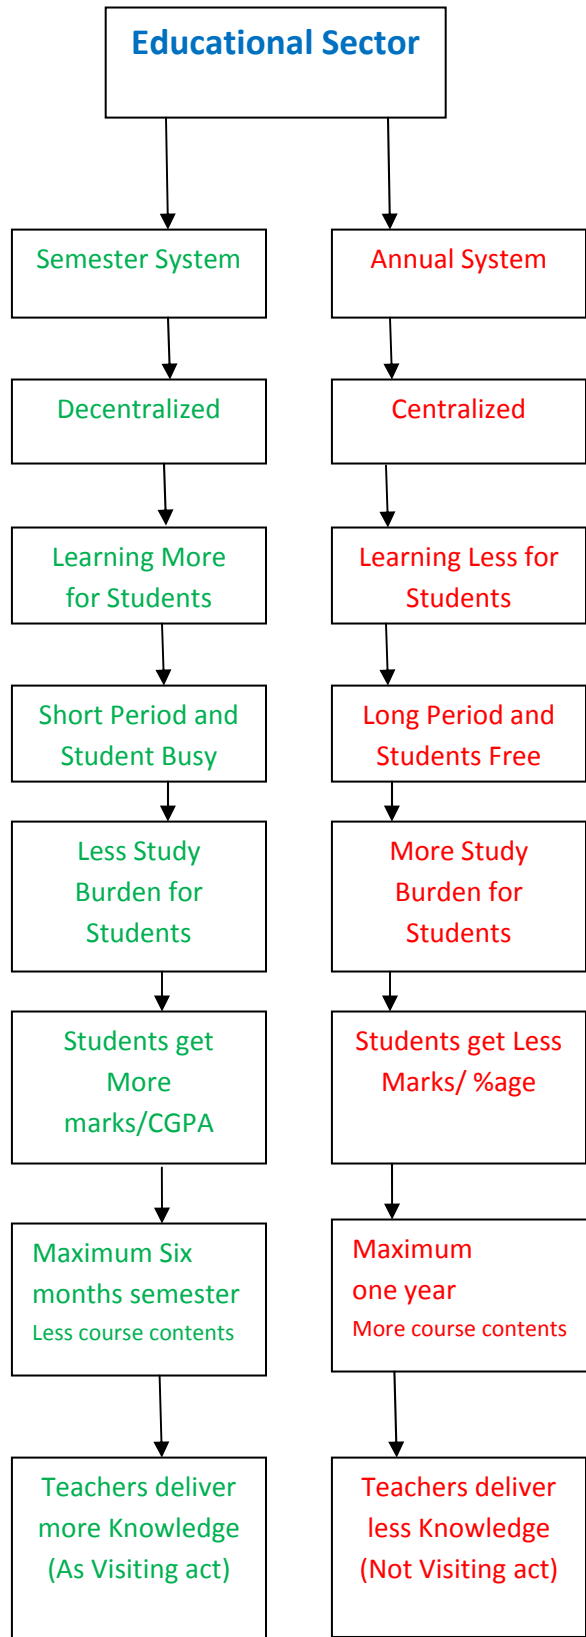 Educational Sector
Semester System
Annual System
Decentralized
Centralized
Learning More
for Students
Learning Less for
Students
Short Period and
Student Busy
Long Period and
Students Free
Less Study
Burden for
Students
More Study
Burden for
Students
Students get
More
marks/CGPA
Students get Less
Marks/ %age
Maximum Six
months semester
Less course contents
Maximum
one year
More course contents
Teachers deliver
more Knowledge
(As Visiting act)
Teachers deliver
less Knowledge
(Not Visiting act)